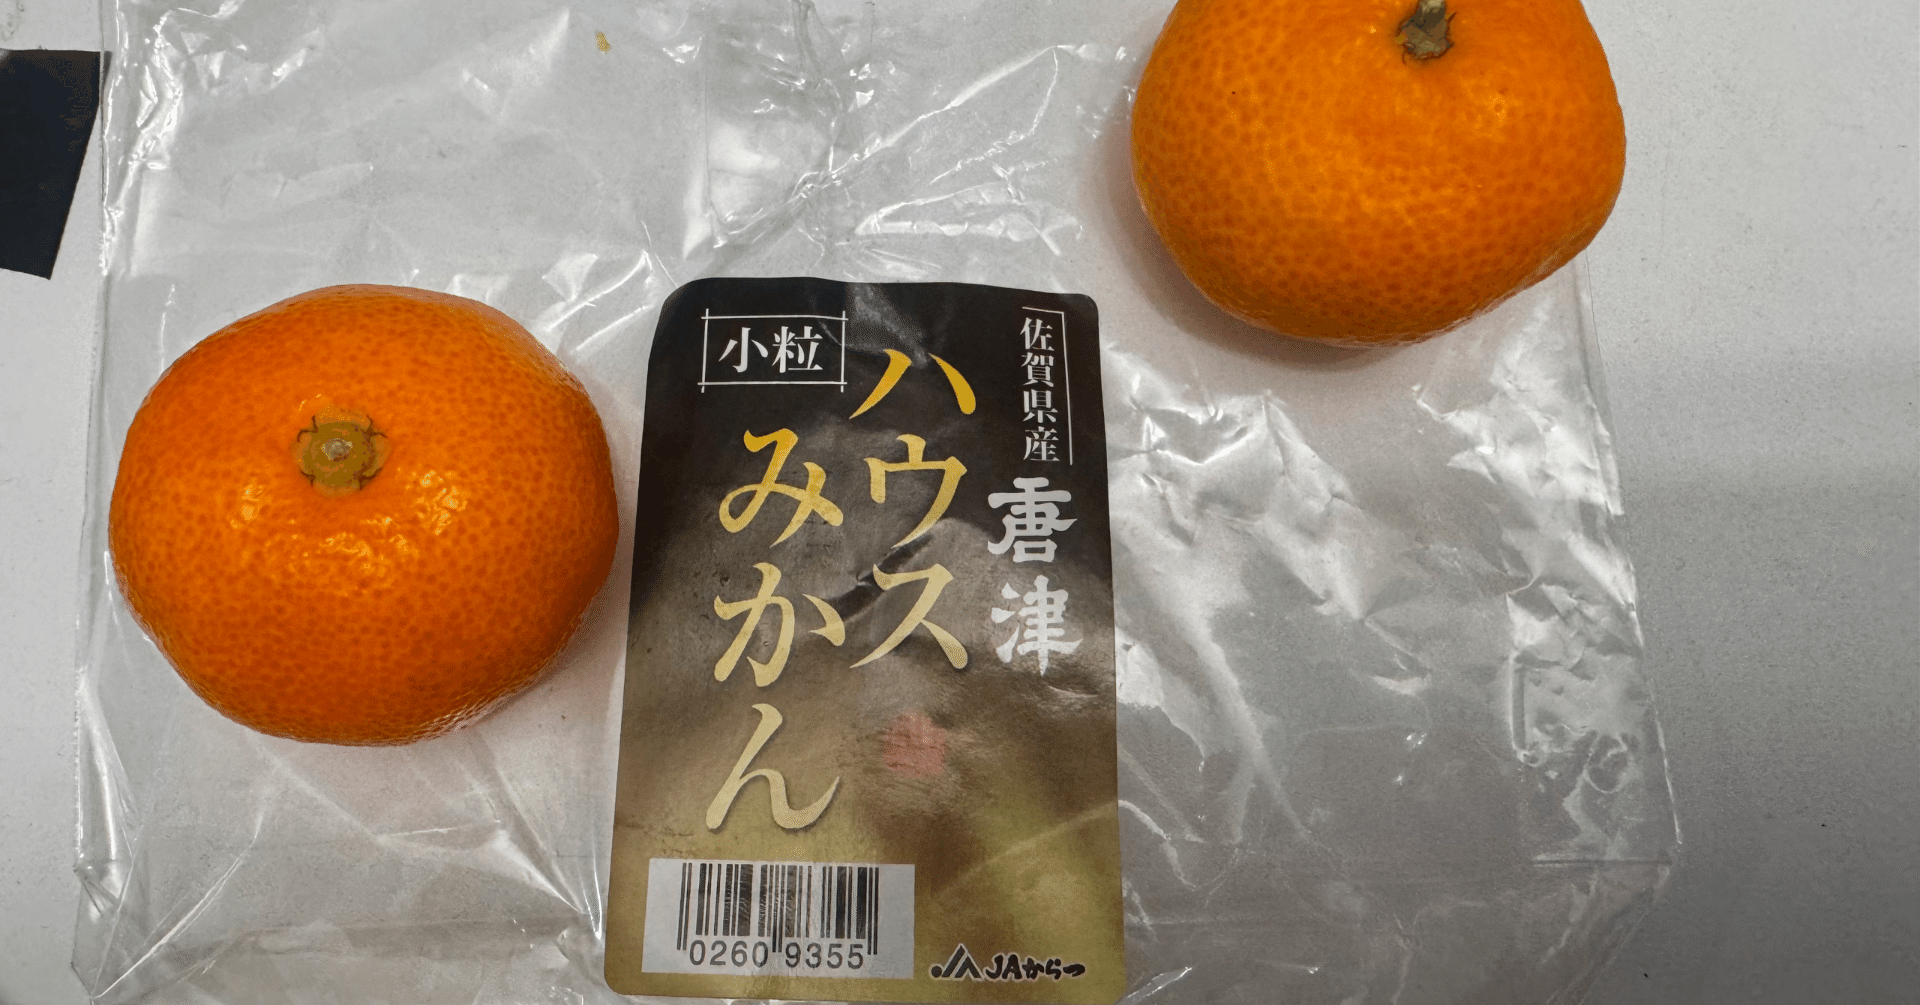 佐賀県産
唐津
ハウス
みかん
小粒
0260 9355
JAからつ